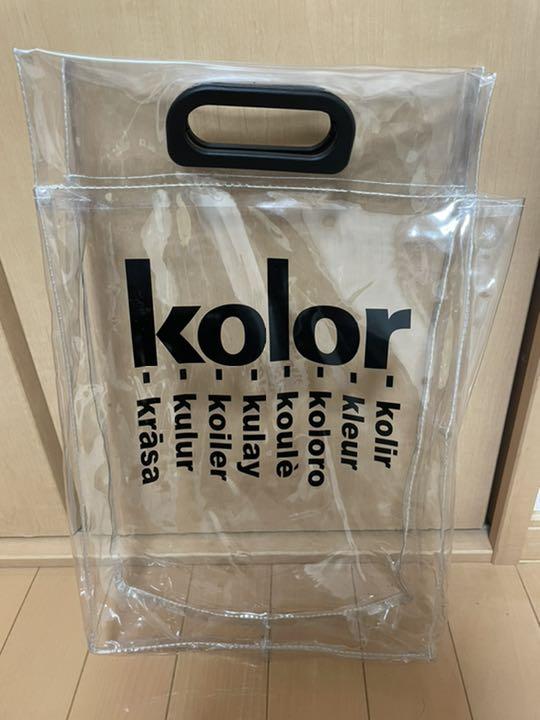 kolor
- krāsa
- kulur
- koiler
- kulay
- koulè
- koloro
- kleur
- kolir